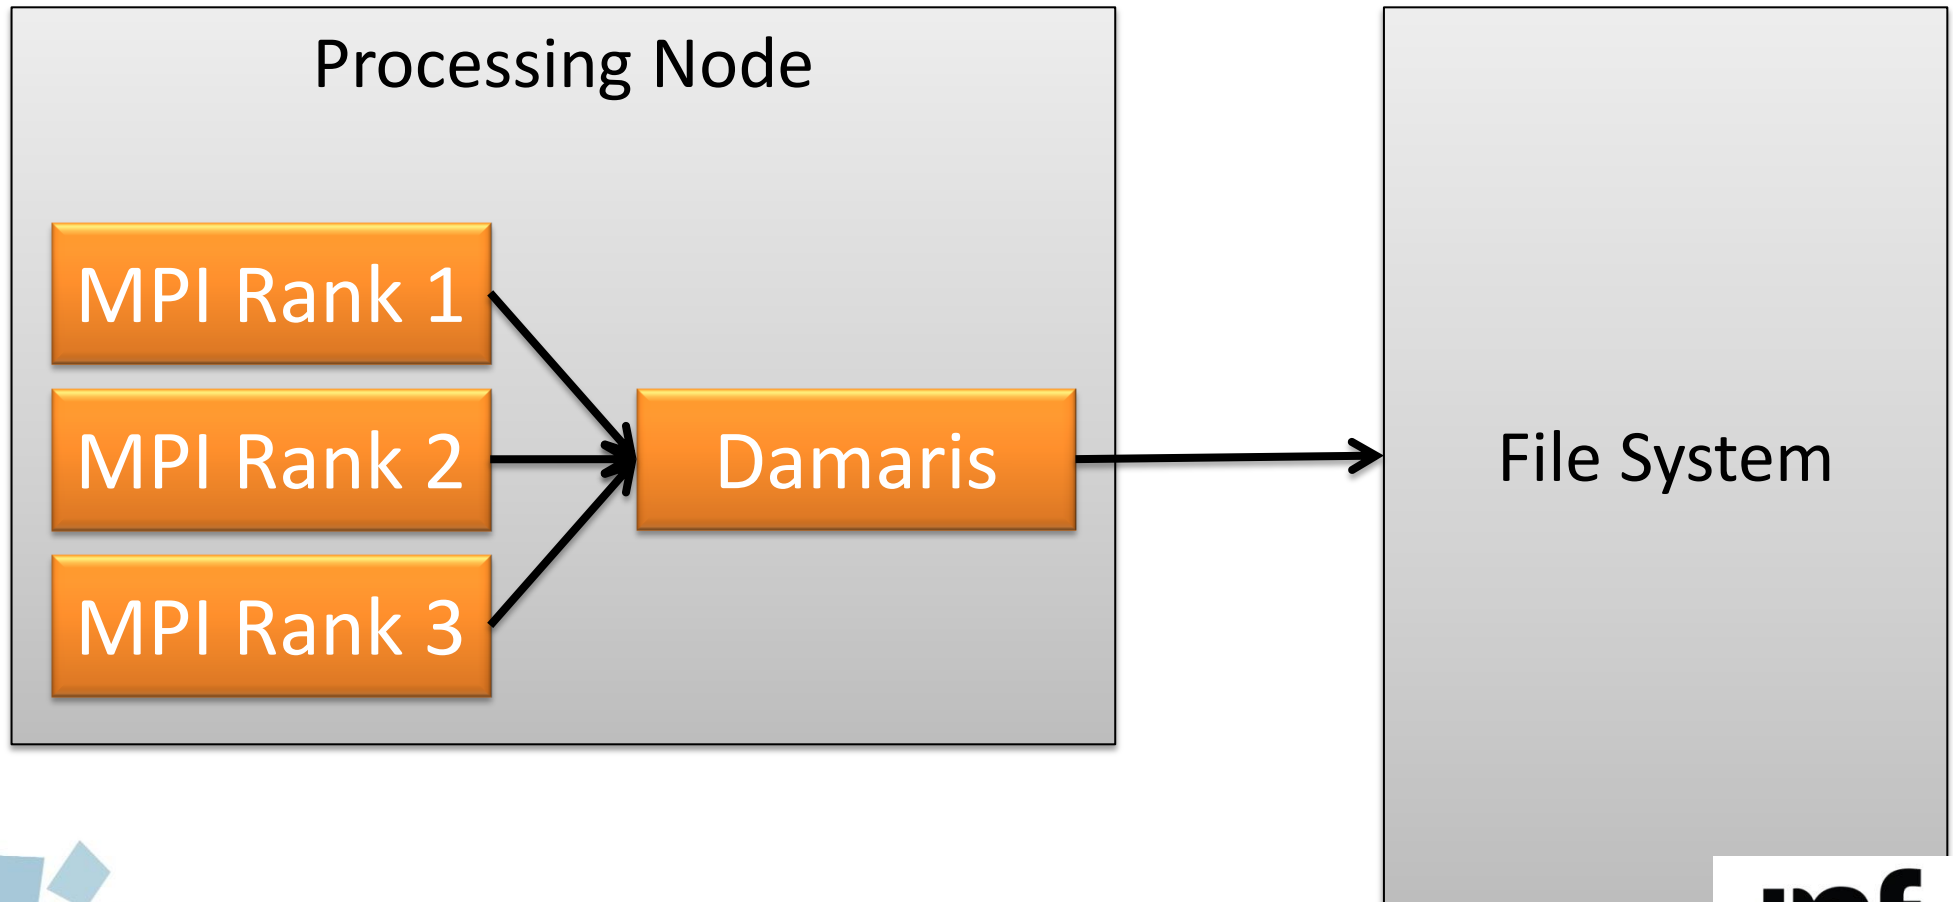 Processing Node
MPI Rank 1
MPI Rank 2
MPI Rank 3
Damaris
File System